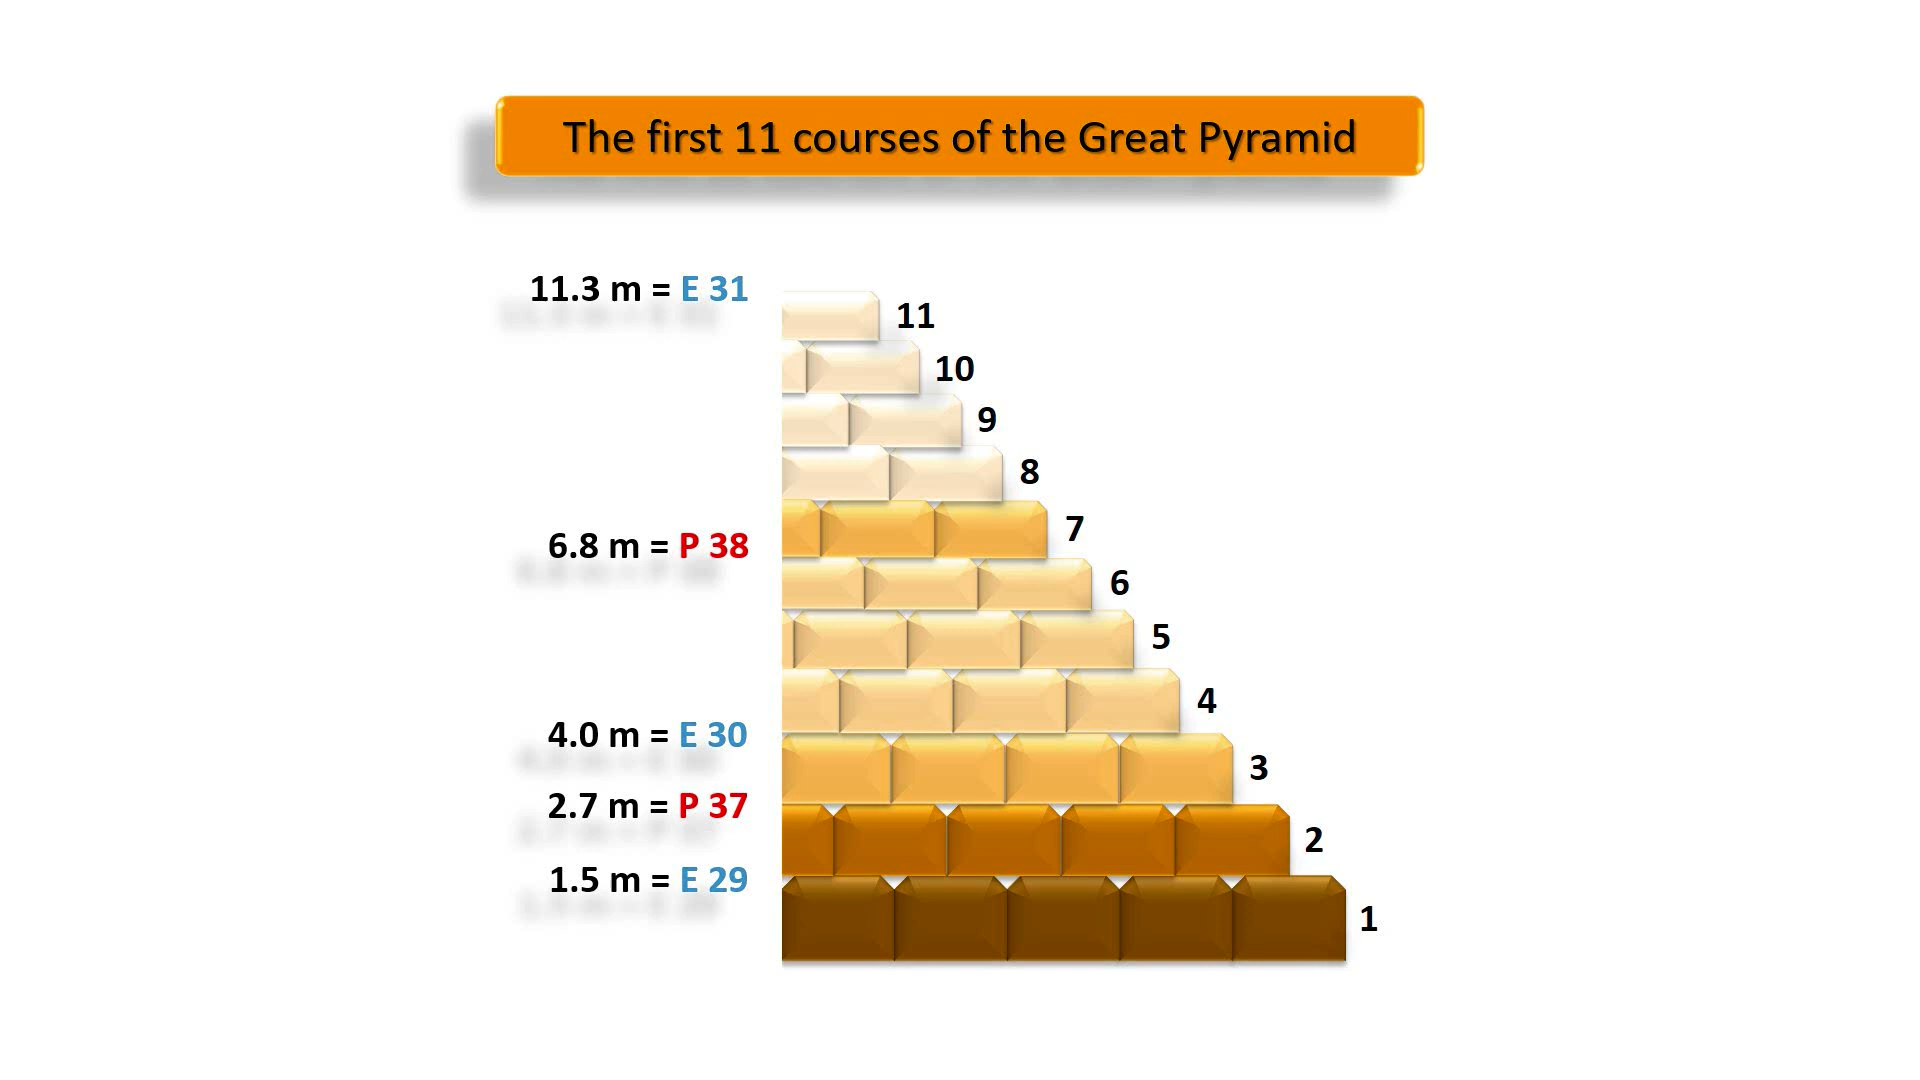 The first 11 courses of the Great Pyramid
11.3 m = E 31
11
10
9
8
7
6.8 m = P 38
6
5
4
4.0 m = E 30
3
2.7 m = P 37
2
1.5 m = E 29
1